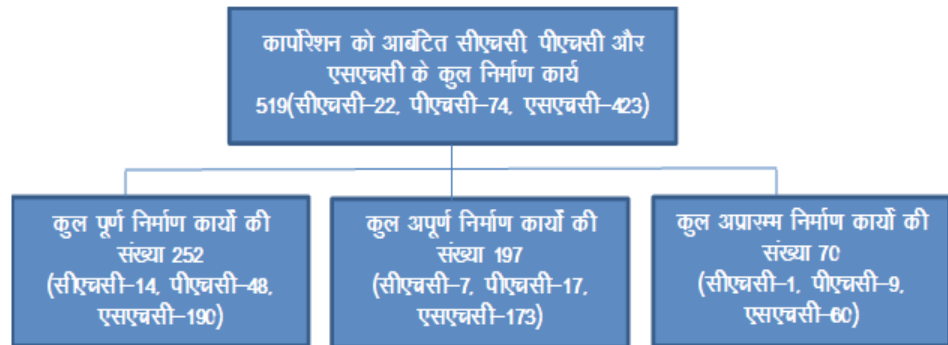 कार्पोरेशन को आबंटित सीएचसी, पीएचसी और
एसएचसी के कुल निर्माण कार्य
519(सीएचसी–22, पीएचसी–74, एसएचसी–423)
कुल पूर्ण निर्माण कार्यो की
संख्या 252
(सीएचसी–14, पीएचसी–48,
एसएचसी–190)
कुल अपूर्ण निर्माण कार्यो की
संख्या 197
(सीएचसी–7, पीएचसी–17,
एसएचसी–173)
कुल अप्रारम्भ निर्माण कार्यो की
संख्या 70
(सीएचसी–1, पीएचसी–9,
एसएचसी–60)